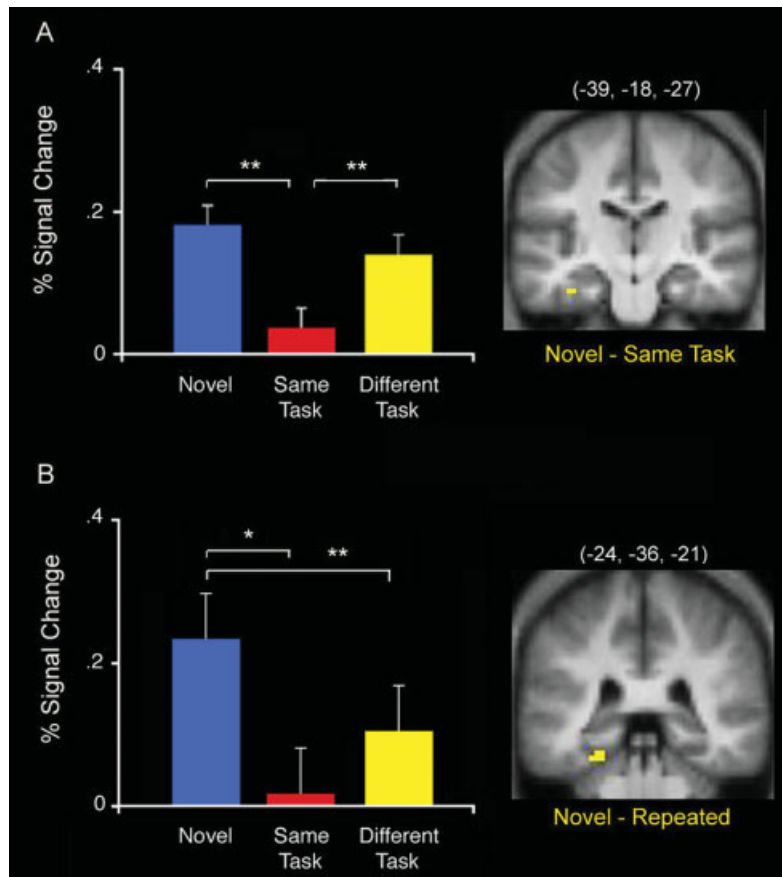 A
% Signal Change
.4
.2
0
**
**
Novel
Same
Task
Different
Task
(-39, -18, -27)
Novel - Same Task
B
% Signal Change
.4
.2
0
*
**
Novel
Same
Task
Different
Task
(-24, -36, -21)
Novel - Repeated